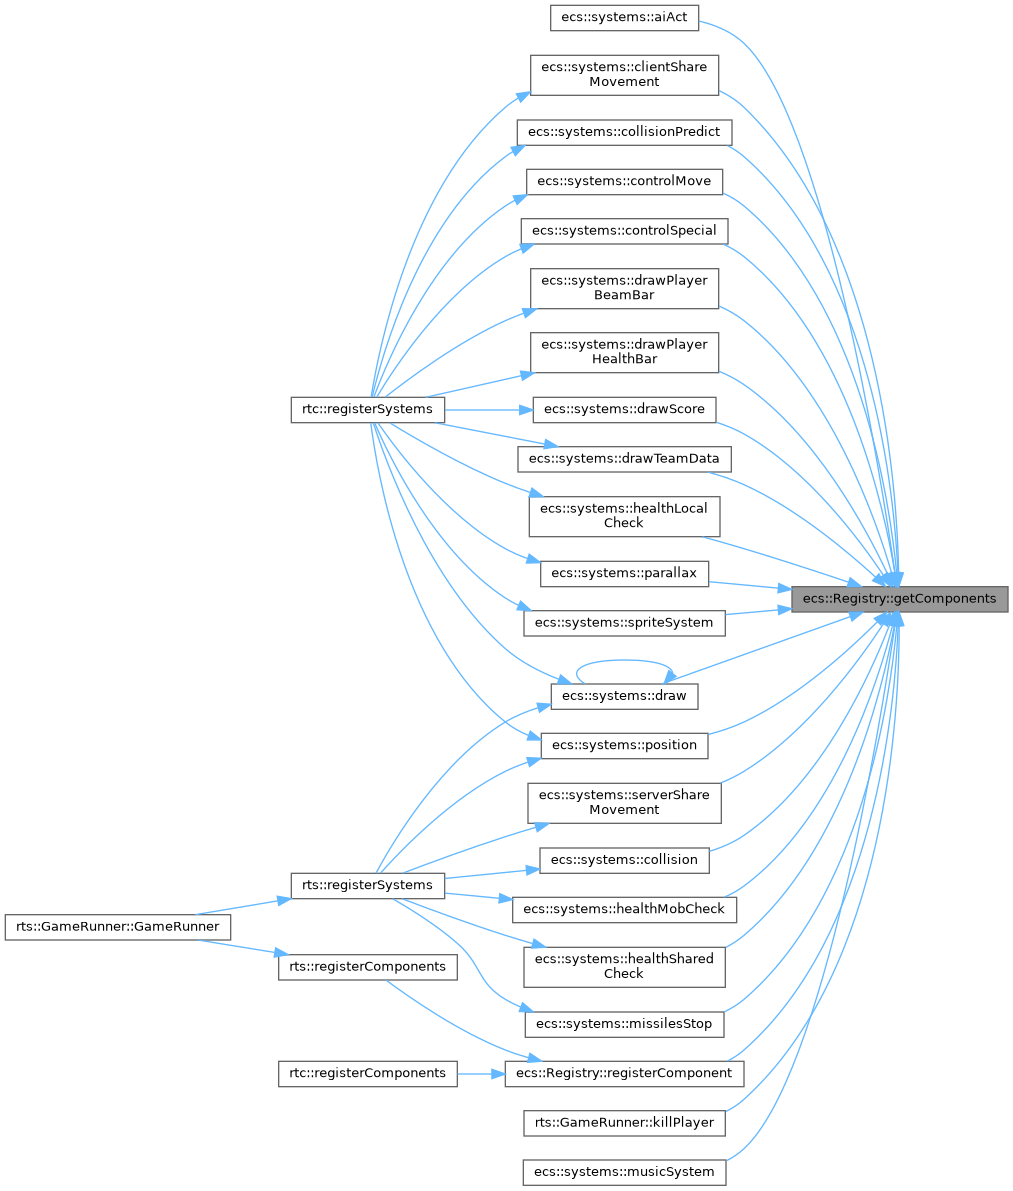 ecs::systems::aiAct
ecs::systems::clientShare
Movement
ecs::systems::collisionPredict
ecs::systems::controlMove
ecs::systems::controlSpecial
ecs::systems::drawPlayer
BeamBar
ecs::systems::drawPlayer
HealthBar
rtc::registerSystems
ecs::systems::drawScore
ecs::systems::drawTeamData
ecs::systems::healthLocal
Check
ecs::systems::parallax
ecs::Registry::getComponents
ecs::systems::spriteSystem
ecs::systems::draw
ecs::systems::position
ecs::systems::serverShare
Movement
ecs::systems::collision
rts::registerSystems
ecs::systems::healthMobCheck
rts::GameRunner::GameRunner
ecs::systems::healthShared
Check
rts::registerComponents
ecs::systems::missilesStop
rtc::registerComponents
ecs::Registry::registerComponent
rts::GameRunner::killPlayer
ecs::systems::musicSystem